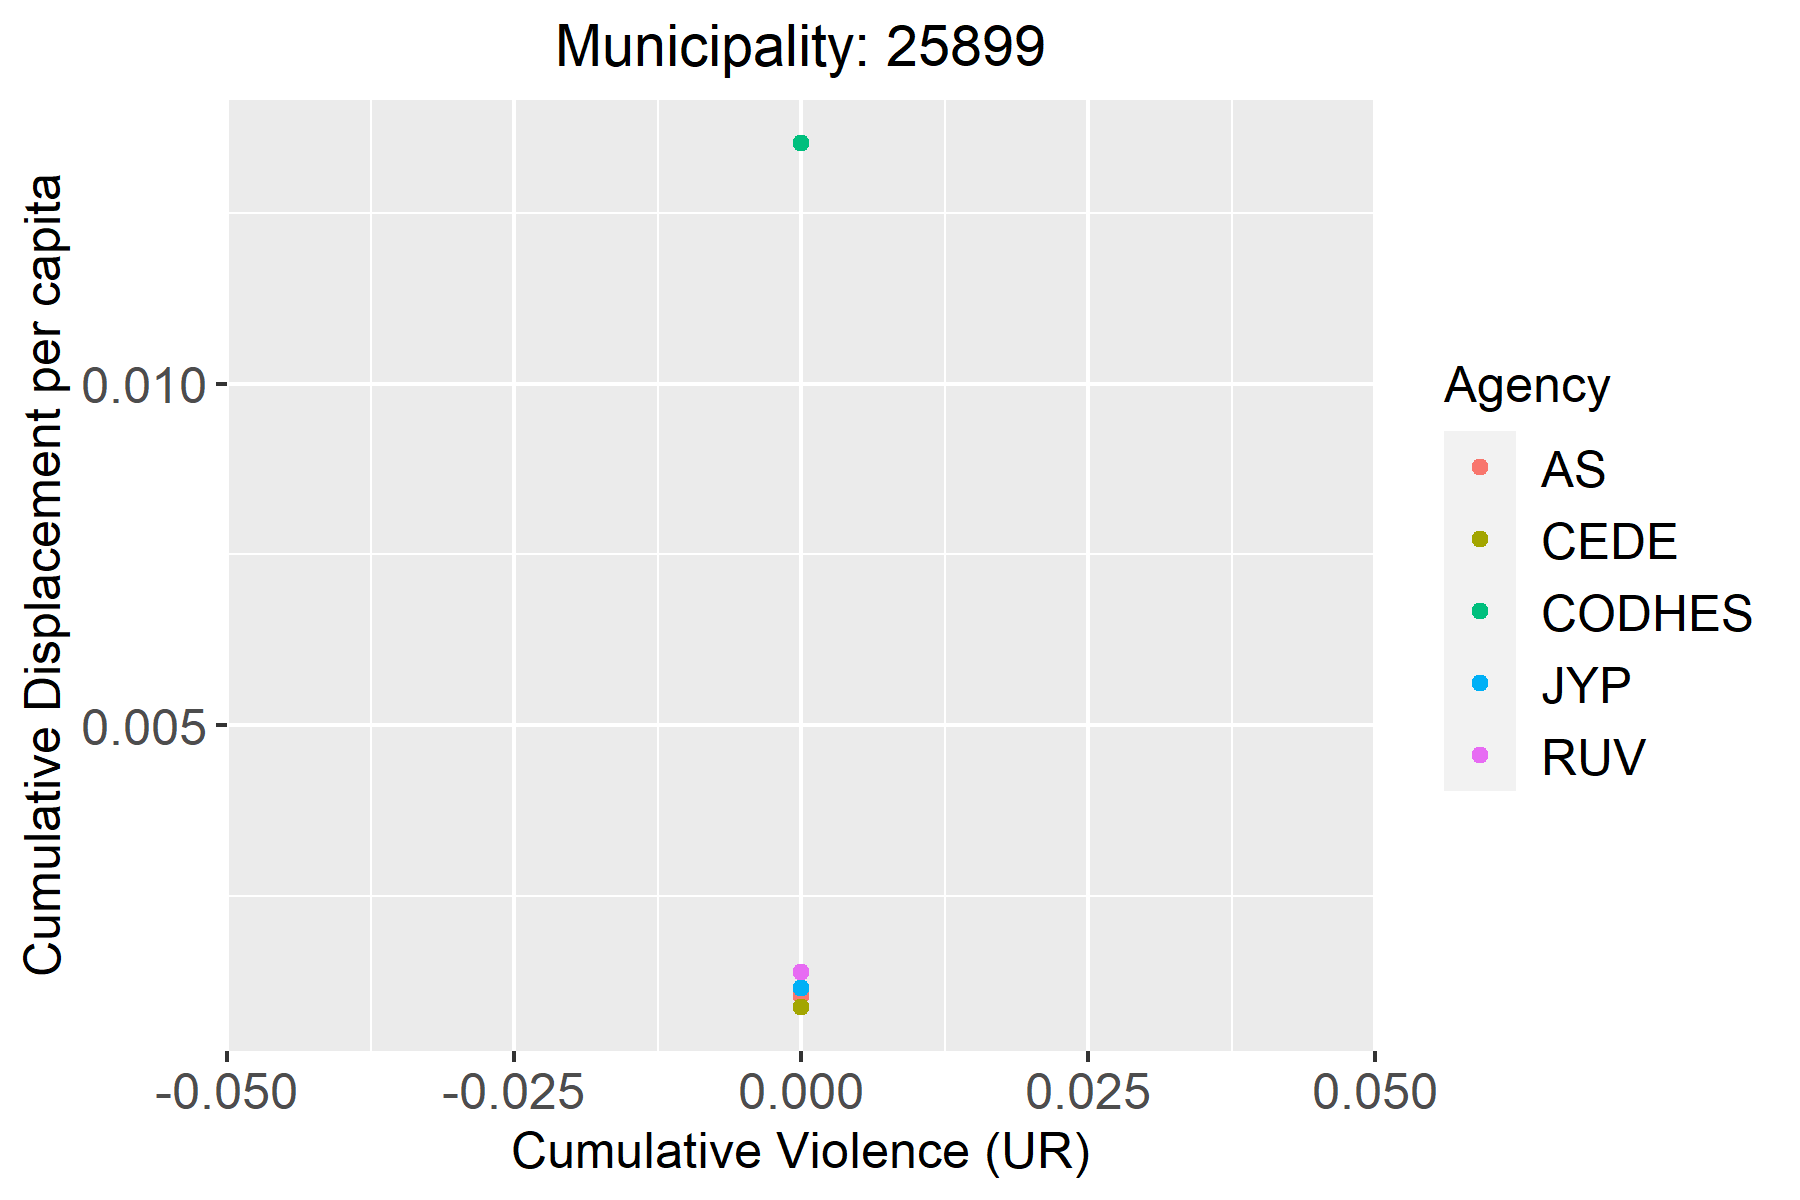 Municipality: 25899
Cumulative Displacement per capita
0.010
0.005
-0.050
-0.025
0.000
0.025
0.050
Cumulative Violence (UR)
Agency
AS
CEDE
CODHES
JYP
RUV